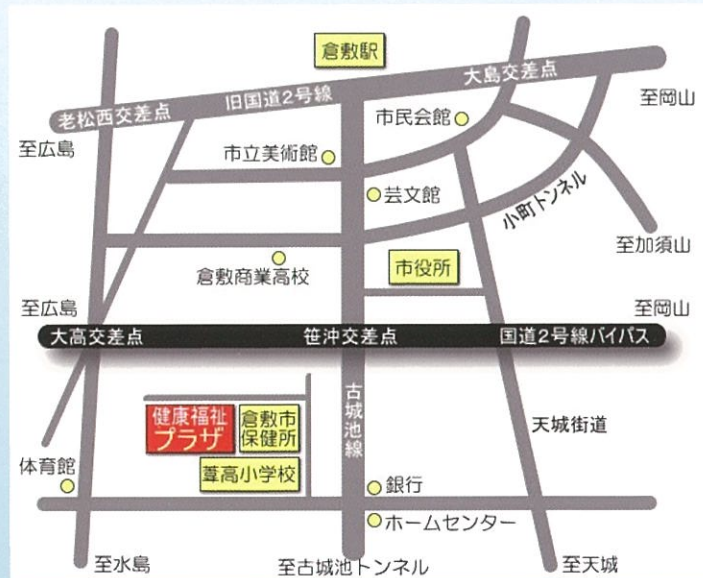 倉敷駅
大島交差点
旧国道2号線
老松西交差点
至岡山
至広島
市民会館
市立美術館
芸文館
小町トンネル
至加須山
倉敷商業高校
市役所
至広島
至岡山
大高交差点
笹沖交差点
国道2号線バイパス
古城池線
健康福祉
プラザ
倉敷市
保健所
天城街道
体育館
葦高小学校
銀行
ホームセンター
至水島
至古城池トンネル
至天城